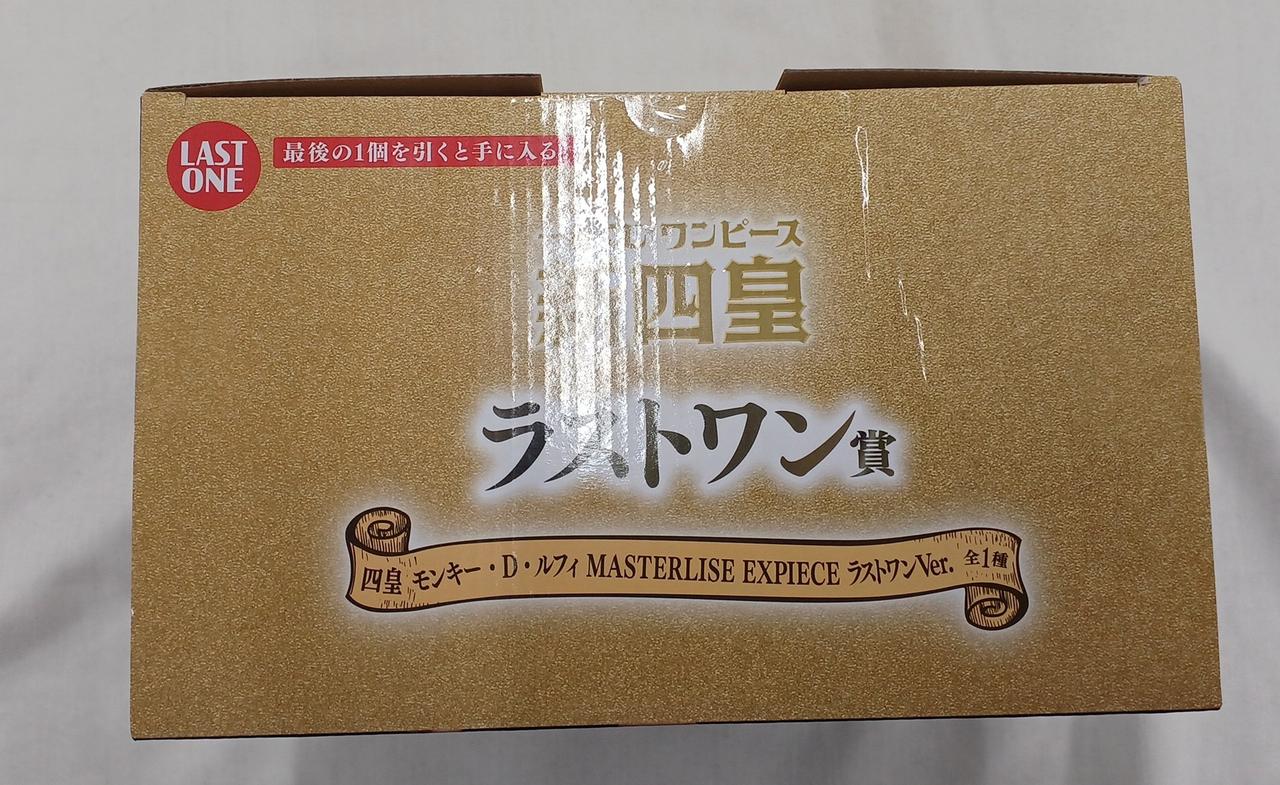 LAST
ONE
最後の1個を引くと手に入る
ワンピース
四皇
ラストワン賞
四皇 モンキー・D・ルフィ MASTERLISE EXPIECE ラストワンVer. 全1種